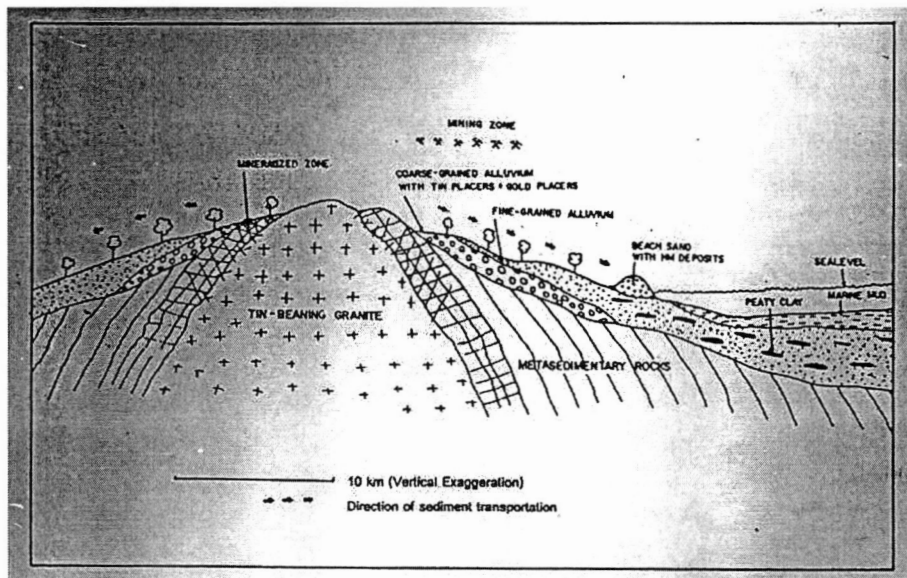 MINING ZONE
MINERALIZED ZONE
COARSE-GRAINED ALLUVIUM
WITH TIN PLACERS + GOLD PLACERS
FINE-GRAINED ALLUVIUM
BEACH SAND
WITH HM DEPOSITS
SEALEVEL
PEATY CLAY
MARINE MUD
TIN-BEARING GRANITE
METASEDIMENTARY ROCKS
10 km (Vertical Exaggeration)
Direction of sediment transportation